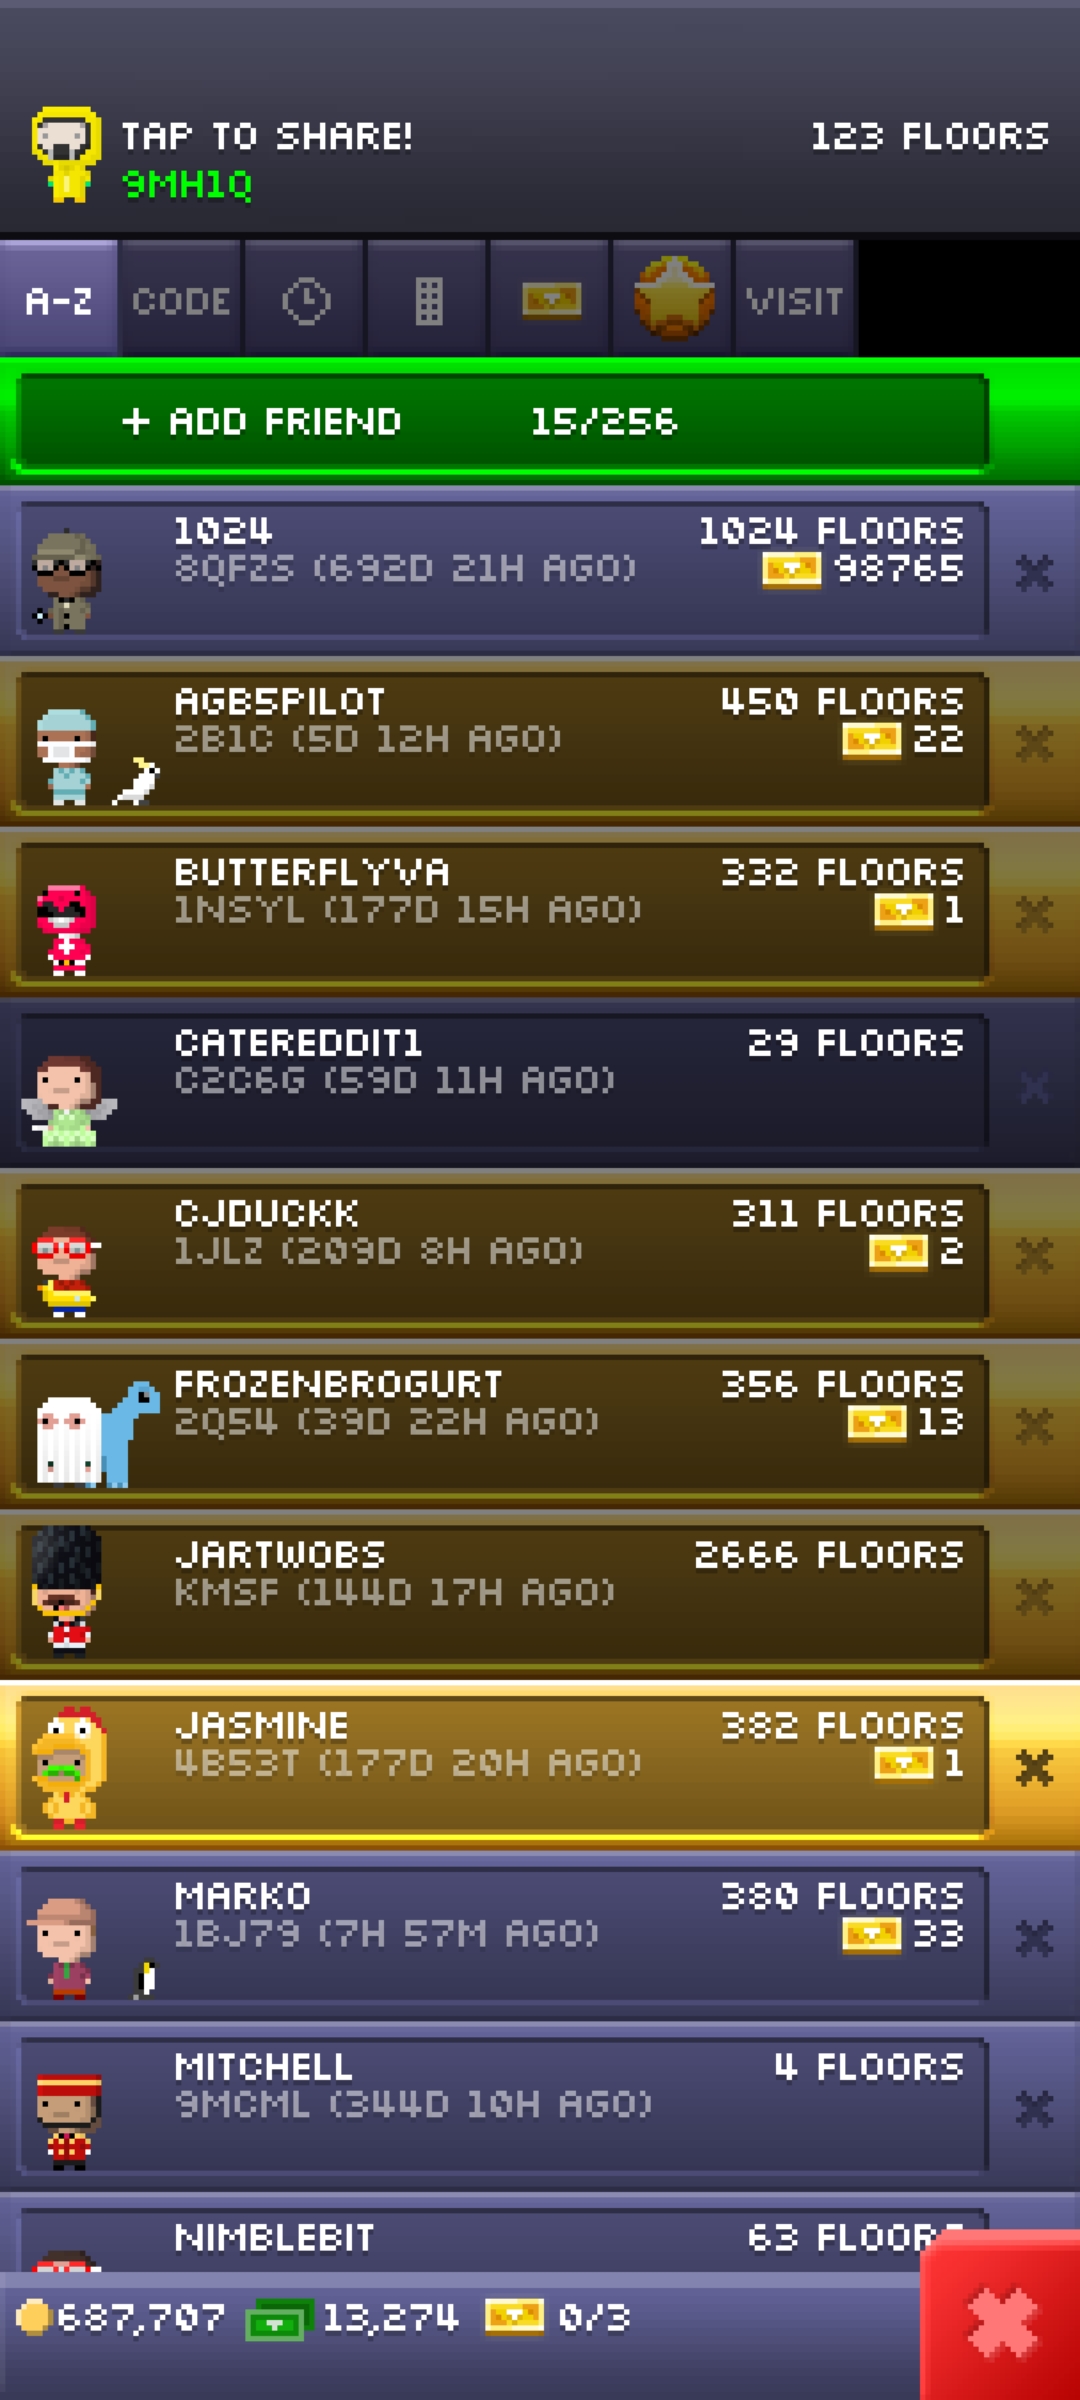 TAP TO SHARE!
123 FLOORS
9MH1Q
A-Z CODE VISIT
+ ADD FRIEND 15/256
1024 1024 FLOORS
8QFZS (692D 21H AGO) 98765
AGB5PILOT 450 FLOORS
2B1C (5D 12H AGO) 22
BUTTERFLYVA 332 FLOORS
1NSYL (177D 15H AGO) 1
CATEREDDIT1 29 FLOORS
C2C6G (59D 11H AGO)
CJDUCKK 311 FLOORS
1JLZ (209D 8H AGO) 2
FROZENBROGURT 356 FLOORS
2Q54 (39D 22H AGO) 13
JARTWOBS 2666 FLOORS
KMSF (144D 17H AGO)
JASMINE 382 FLOORS
4B53T (177D 20H AGO) 1
MARKO 380 FLOORS
1BJ79 (7H 57M AGO) 33
MITCHELL 4 FLOORS
9MCML (344D 10H AGO)
NIMBLEBIT 63 FLOORS
687,707 13,274 0/3